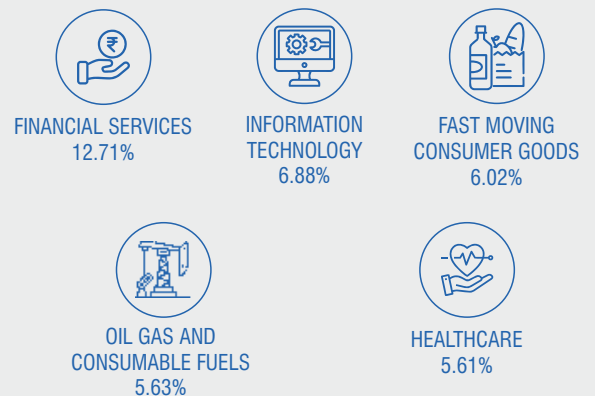 ₹
FINANCIAL SERVICES
12.71%
INFORMATION
TECHNOLOGY
6.88%
FAST MOVING
CONSUMER GOODS
6.02%
OIL GAS AND
CONSUMABLE FUELS
5.63%
HEALTHCARE
5.61%